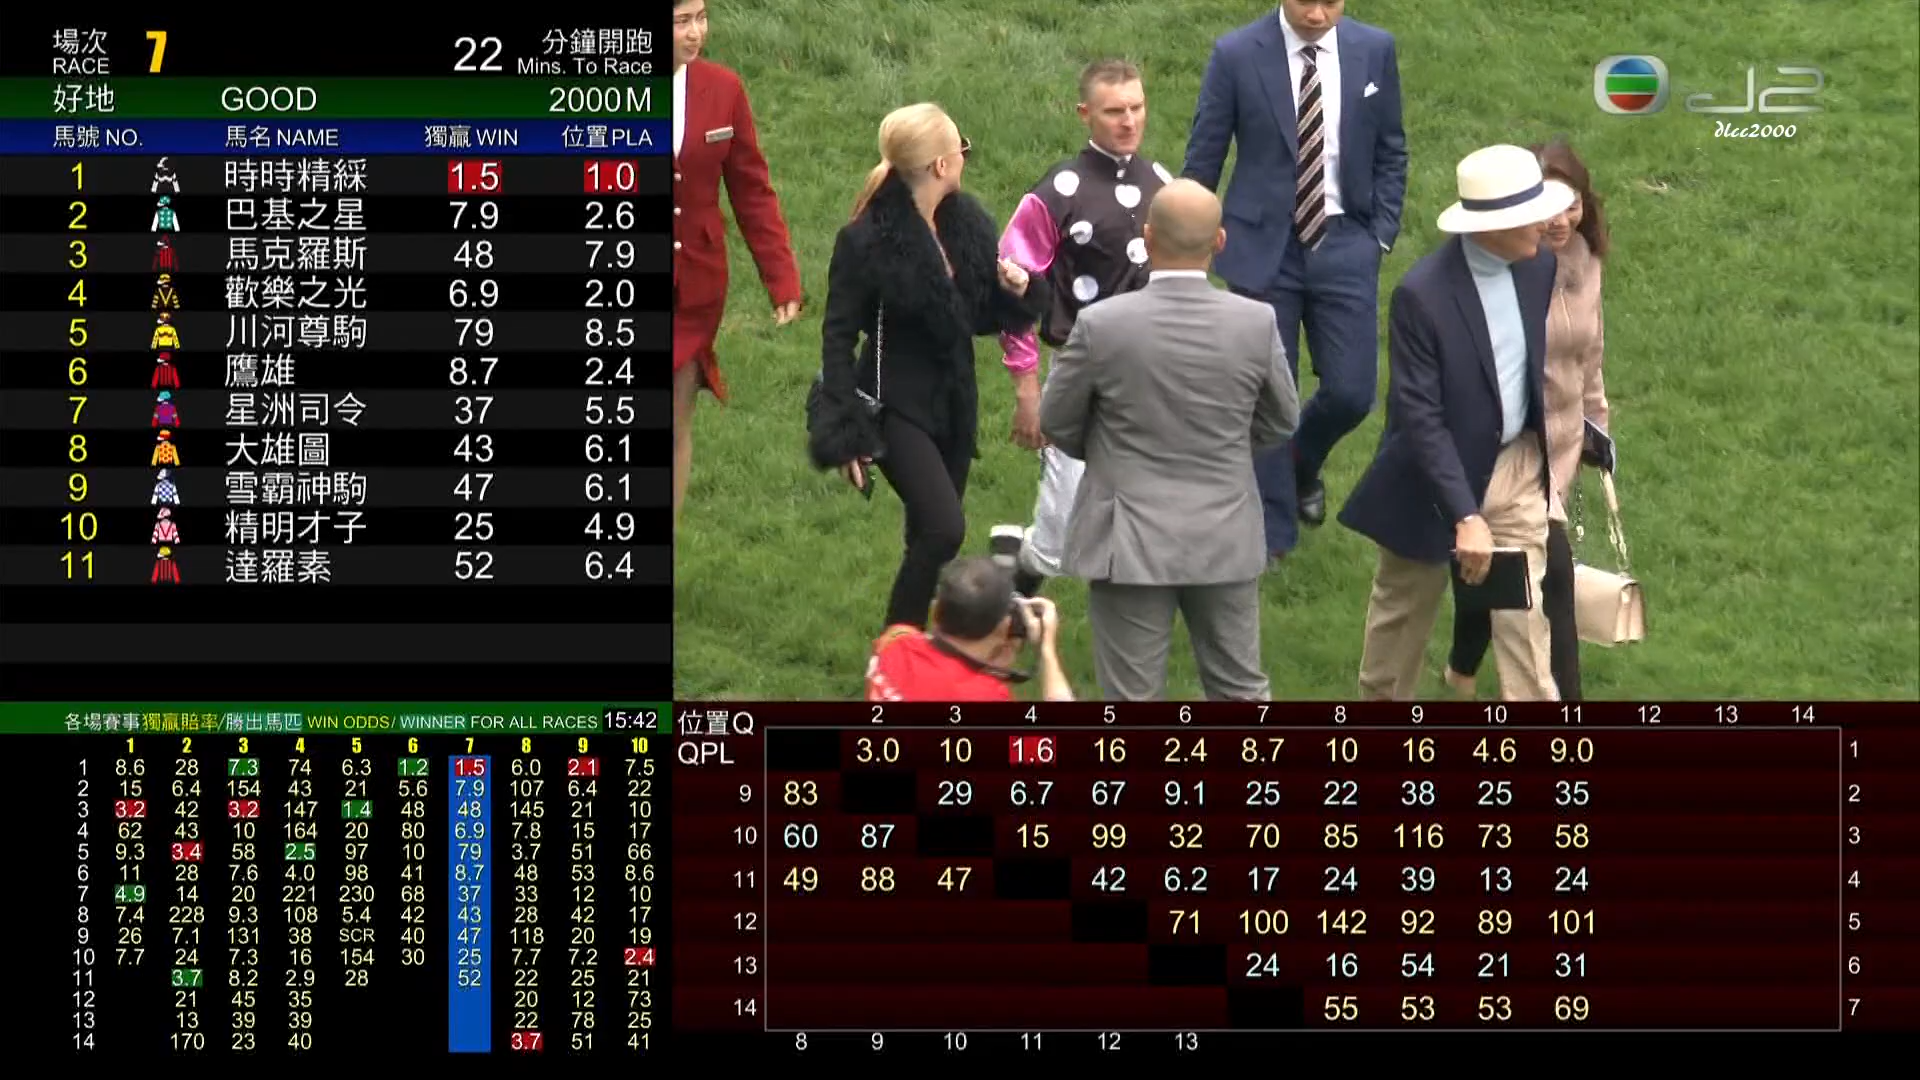 場次 7 22 分鐘開跑
RACE Mins. To Race
好地 GOOD 2000M
馬號 NO. 馬名 NAME 獨贏 WIN 位置 PLA
1 時時精綵 1.5 1.0
2 巴基之星 7.9 2.6
3 馬克羅斯 48 7.9
4 歡樂之光 6.9 2.0
5 川河尊駒 79 8.5
6 鷹雄 8.7 2.4
7 星洲司令 37 5.5
8 大雄圖 43 6.1
9 雪霸神駒 47 6.1
10 精明才子 25 4.9
11 達羅素 52 6.4
J2
dlcc2000
各場賽事獨贏賠率/勝出馬匹 WIN ODDS/ WINNER FOR ALL RACES 15:42
1 2 3 4 5 6 7 8 9 10
1 8.6 28 7.3 74 6.3 1.2 1.5 6.0 2.1 7.5
2 15 6.4 154 43 21 5.6 7.9 107 6.4 22
3 3.2 42 3.2 147 1.4 48 48 145 21 10
4 62 43 10 164 20 80 6.9 7.8 15 17
5 9.3 3.4 58 2.5 97 10 79 3.7 51 66
6 11 28 7.6 4.0 98 41 8.7 48 53 8.6
7 4.9 14 20 221 230 68 37 33 12 10
8 7.4 228 9.3 108 5.4 42 43 28 42 17
9 26 7.1 131 38 SCR 40 47 118 20 19
10 7.7 24 7.3 16 154 30 25 7.7 7.2 2.4
11 3.7 8.2 2.9 28 52 22 25 21
12 21 45 35 20 12 73
13 13 39 39 22 78 25
14 170 23 40 3.7 51 41
位置Q 2 3 4 5 6 7 8 9 10 11 12 13 14
QPL 3.0 10 1.6 16 2.4 8.7 10 16 4.6 9.0 1
9 83 29 6.7 67 9.1 25 22 38 25 35 2
10 60 87 15 99 32 70 85 116 73 58 3
11 49 88 47 42 6.2 17 24 39 13 24 4
12 71 100 142 92 89 101 5
13 24 16 54 21 31 6
14 55 53 53 69 7
8 9 10 11 12 13